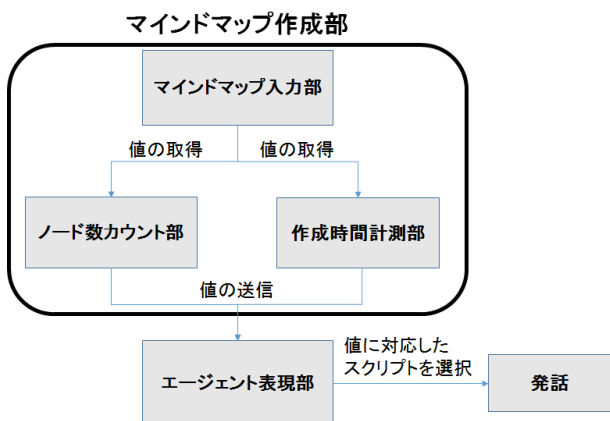 マインドマップ作成部
マインドマップ入力部
値の取得
値の取得
ノード数カウント部
作成時間計測部
値の送信
エージェント表現部
値に対応した
スクリプトを選択
発話